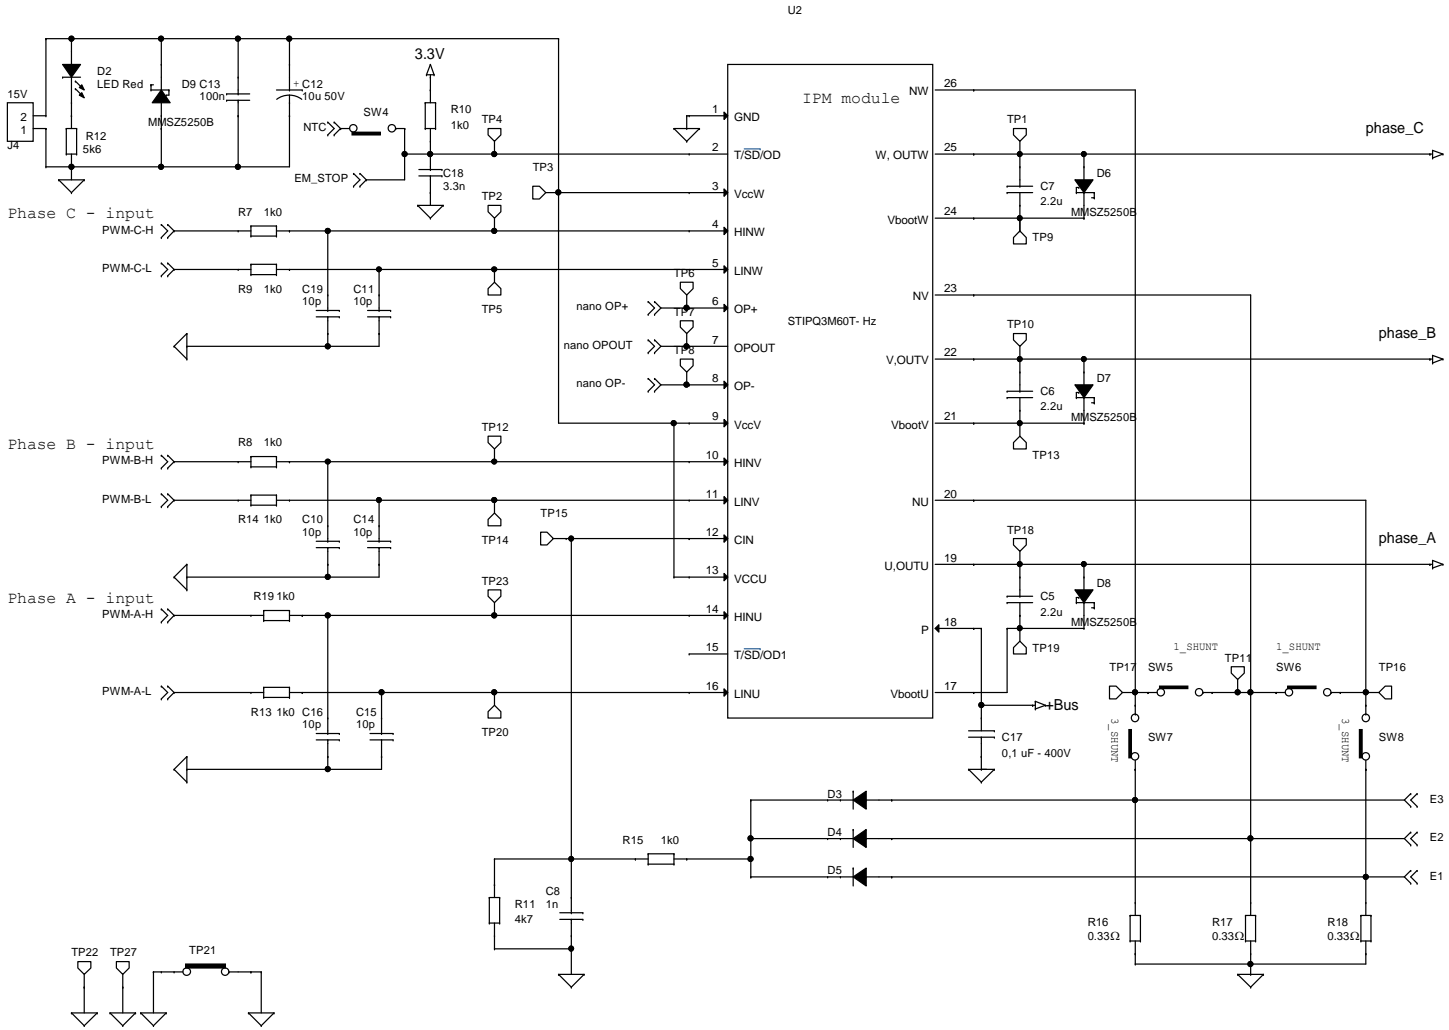 U2
3.3V
D2
LED Red
D9 C13
100n
+ C12
10u 50V
MMSZ5250B
15V
2
1
J4
R12
5k6
NTC
SW4
R10
1k0
TP4
EM_STOP
C18
3.3n
TP3
TP2
Phase C - input
PWM-C-H
R7 1k0
PWM-C-L
R9 1k0
C19
10p
C11
10p
TP5
TP6
nano OP+
TP7
nano OPOUT
TP8
nano OP-
Phase B - input
PWM-B-H
R8 1k0
TP12
PWM-B-L
R14 1k0
C10
10p
C14
10p
TP14
TP15
Phase A - input
PWM-A-H
R19 1k0
TP23
PWM-A-L
R13 1k0
C16
10p
C15
10p
TP20
IPM module
STIPQ3M60T- Hz
1 GND
2 T/SD/OD
3 VccW
4 HINW
5 LINW
6 OP+
7 OPOUT
8 OP-
9 VccV
10 HINV
11 LINV
12 CIN
13 VCCU
14 HINU
15 T/SD/OD1
16 LINU
NW 26
W, OUTW 25
VbootW 24
NV 23
V,OUTV 22
VbootV 21
NU 20
U,OUTU 19
P 18
VbootU 17
TP1
phase_C
C7
2.2u
D6
MMSZ5250B
TP9
TP10
phase_B
C6
2.2u
D7
MMSZ5250B
TP13
TP18
phase_A
C5
2.2u
D8
MMSZ5250B
TP19
+Bus
C17
0,1 uF - 400V
1_SHUNT
1_SHUNT
TP17
SW5
TP11
SW6
TP16
3_SHUNT
SW7
3_SHUNT
SW8
D3
E3
D4
E2
D5
E1
R15 1k0
R11
4k7
C8
1n
R16
0.33Ω
R17
0.33Ω
R18
0.33Ω
TP22
TP27
TP21